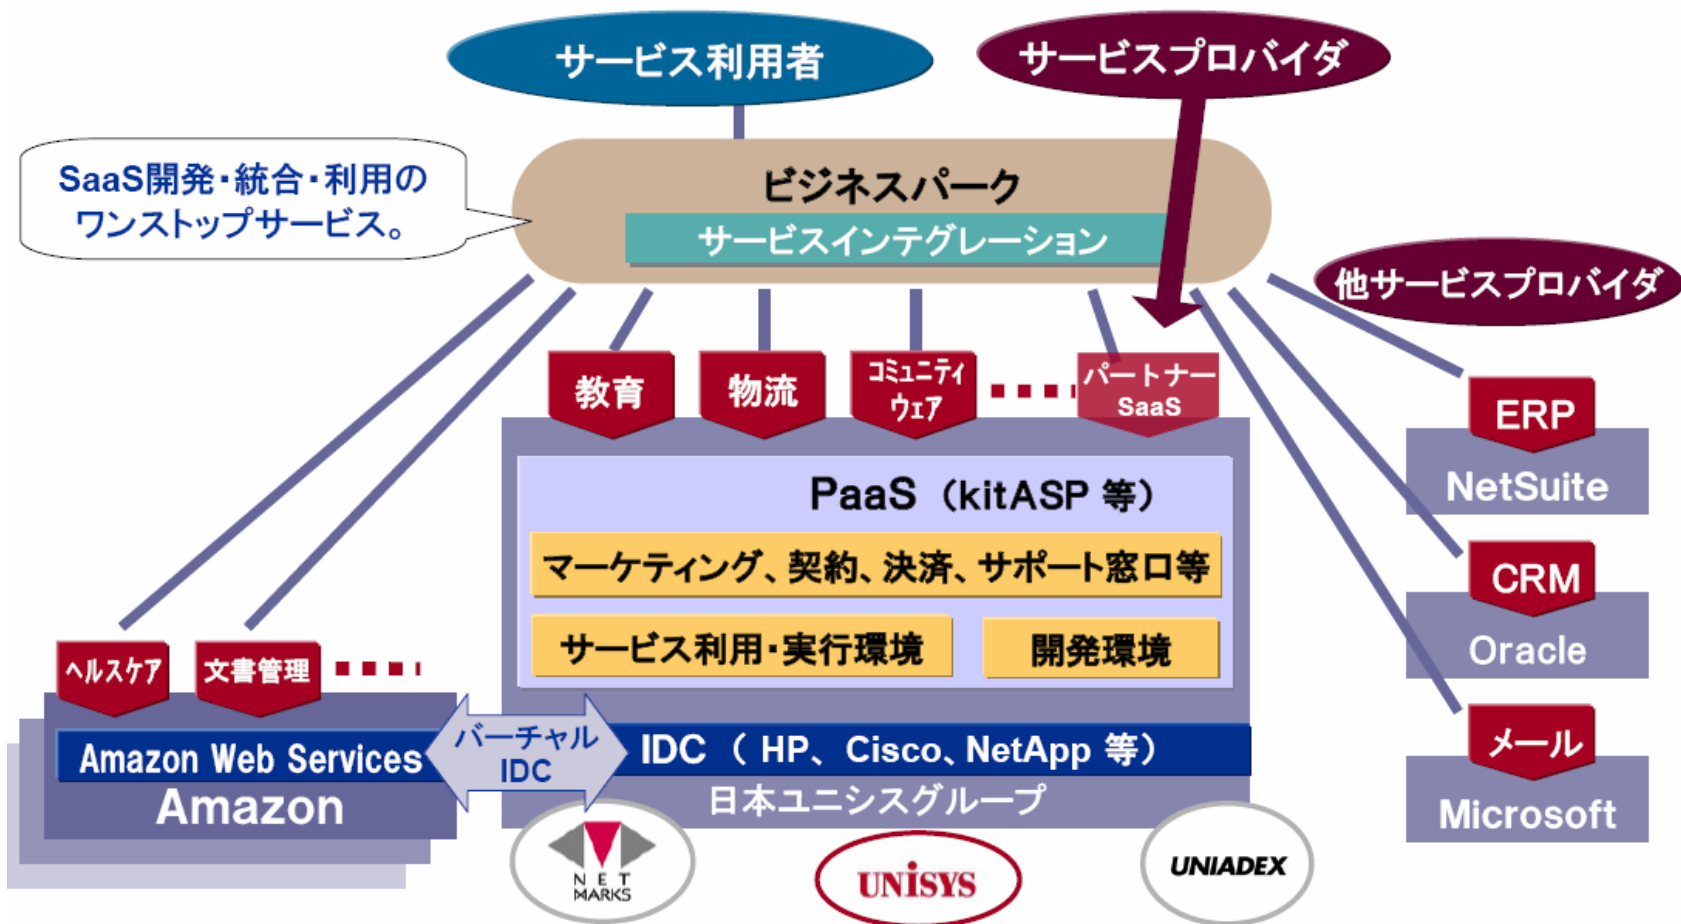 サービス利用者
サービスプロバイダ
SaaS開発・統合・利用の
ワンストップサービス。
ビジネスパーク
サービスインテグレーション
他サービスプロバイダ
教育
物流
コミュニティ
ウェア
パートナー
SaaS
ERP
NetSuite
PaaS （kitASP 等）
マーケティング、契約、決済、サポート窓口等
CRM
Oracle
サービス利用・実行環境
開発環境
ヘルスケア
文書管理
メール
Microsoft
Amazon Web Services
Amazon
バーチャル
IDC
IDC （ HP、 Cisco、NetApp 等）
日本ユニシスグループ
NET
MARKS
UNISYS
UNIADEX